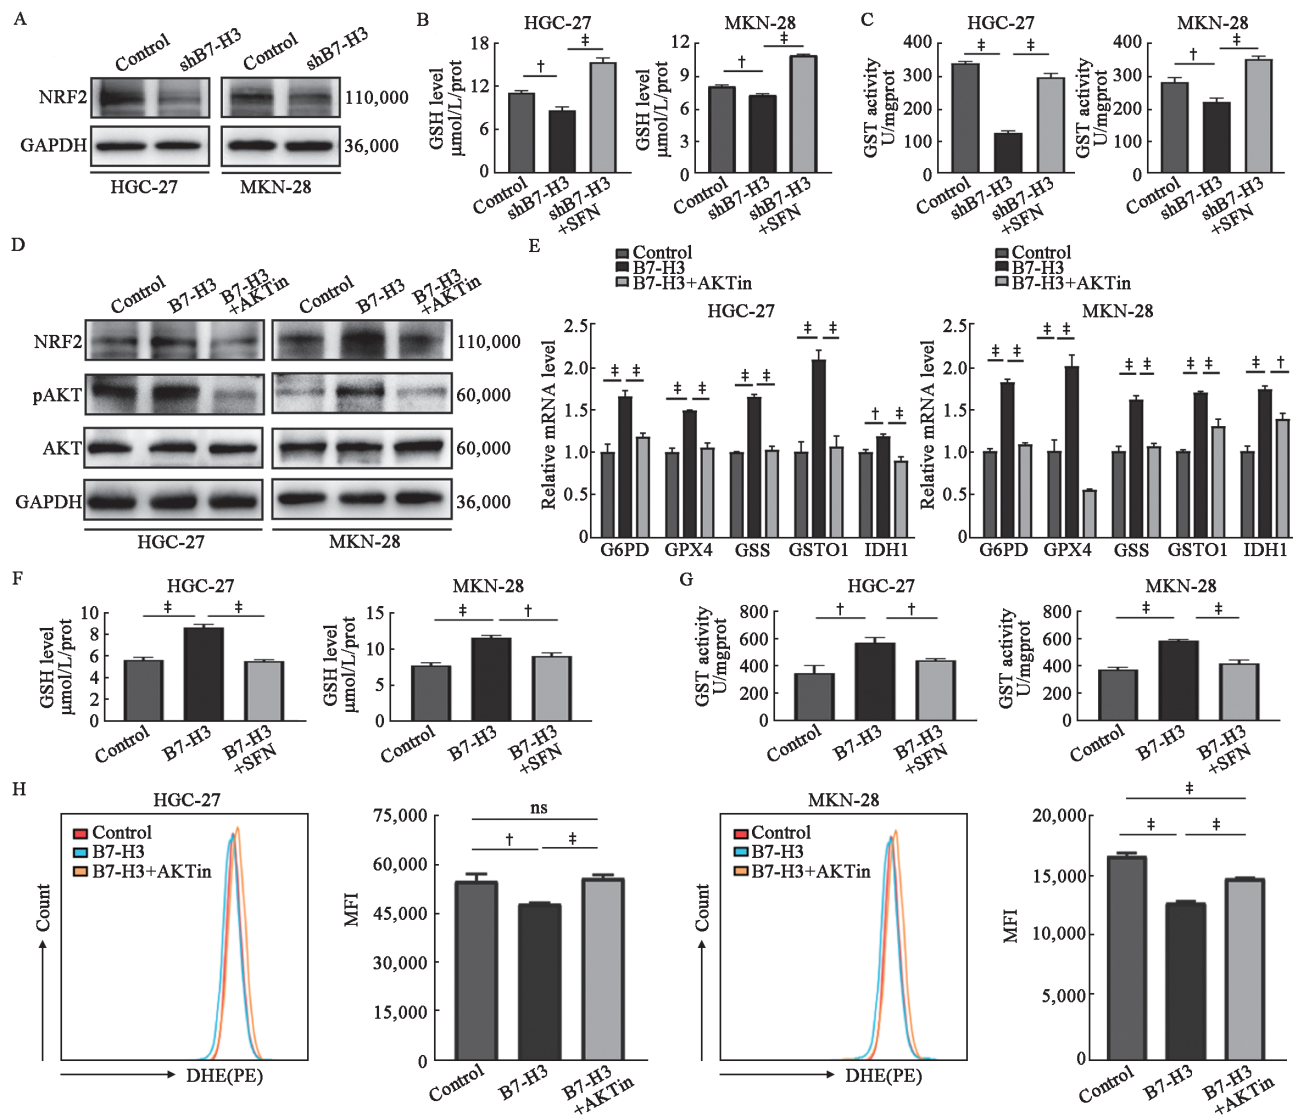 A
Control
shB7-H3
Control
shB7-H3
NRF2
110,000
GAPDH
36,000
HGC-27
MKN-28
B
HGC-27
‡
†
18
12
6
0
GSH level
μmol/L/prot
Control
shB7-H3
shB7-H3
+SFN
MKN-28
‡
†
12
9
6
3
0
GSH level
μmol/L/prot
Control
shB7-H3
shB7-H3
+SFN
C
HGC-27
‡
‡
400
300
200
100
0
GST activity
U/mgprot
Control
shB7-H3
shB7-H3
+SFN
MKN-28
†
‡
400
300
200
100
0
GST activity
U/mgprot
Control
shB7-H3
shB7-H3
+SFN
D
Control
B7-H3
B7-H3
+AKTin
Control
B7-H3
B7-H3
+AKTin
NRF2
110,000
pAKT
60,000
AKT
60,000
GAPDH
36,000
HGC-27
MKN-28
E
Control
B7-H3
B7-H3+AKTin
HGC-27
2.5
2.0
1.5
1.0
0.5
0
Relative mRNA level
‡ ‡
‡ ‡
‡ ‡
‡ ‡
† ‡
G6PD GPX4 GSS GSTO1 IDH1
Control
B7-H3
B7-H3+AKTin
MKN-28
2.5
2.0
1.5
1.0
0.5
0
Relative mRNA level
‡ ‡
‡ ‡
‡ ‡
‡ ‡
‡ †
G6PD GPX4 GSS GSTO1 IDH1
F
HGC-27
‡
‡
10
8
6
4
2
0
GSH level
μmol/L/prot
Control
B7-H3
B7-H3
+SFN
MKN-28
‡
†
15
10
5
0
GSH level
μmol/L/prot
Control
B7-H3
B7-H3
+SFN
G
HGC-27
†
†
800
600
400
200
0
GST activity
U/mgprot
Control
B7-H3
B7-H3
+SFN
MKN-28
‡
‡
800
600
400
200
0
GST activity
U/mgprot
Control
B7-H3
B7-H3
+SFN
H
HGC-27
Control
B7-H3
B7-H3+AKTin
Count
DHE(PE)
75,000
60,000
45,000
30,000
15,000
0
MFI
ns
†
‡
Control
B7-H3
B7-H3
+AKTin
MKN-28
Control
B7-H3
B7-H3+AKTin
Count
DHE(PE)
20,000
15,000
10,000
5,000
0
MFI
‡
‡
‡
Control
B7-H3
B7-H3
+AKTin